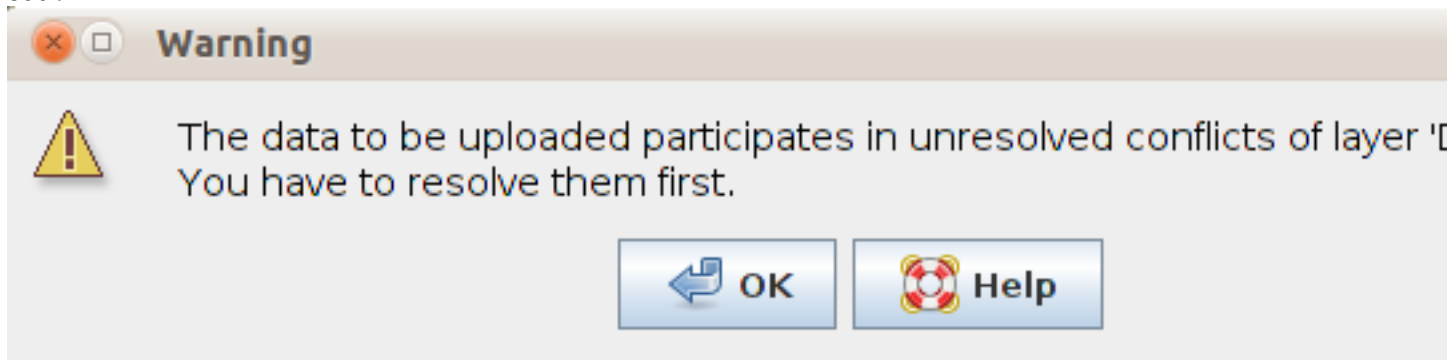 Warning
The data to be uploaded participates in unresolved conflicts of layer
You have to resolve them first.
OK Help